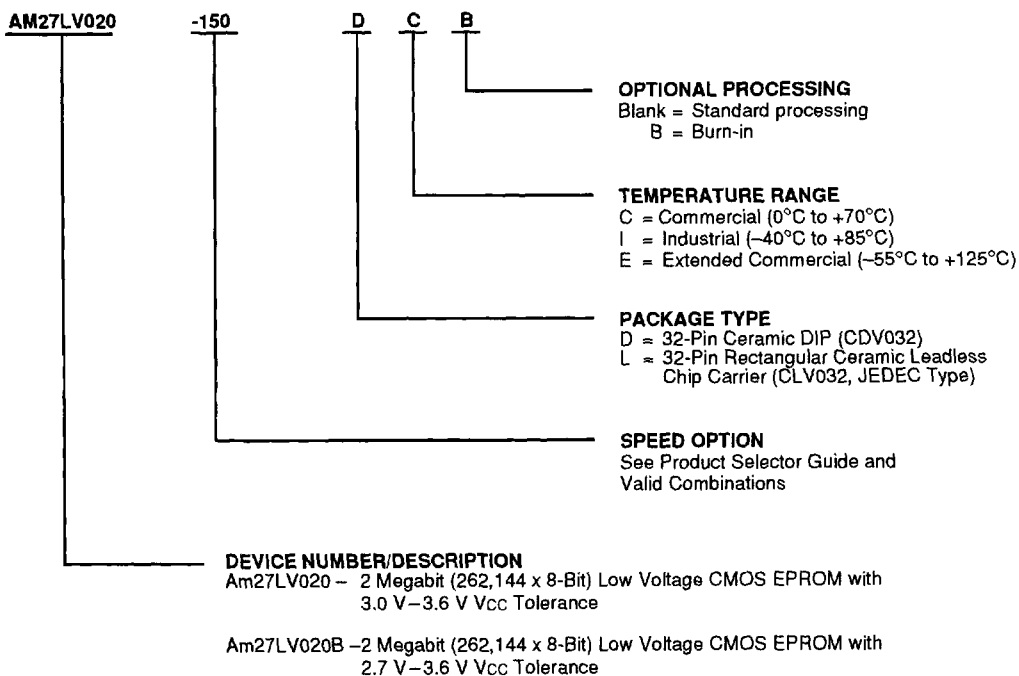 AM27LV020 -150 D C B
OPTIONAL PROCESSING
Blank = Standard processing
B = Burn-in
TEMPERATURE RANGE
C = Commercial (0°C to +70°C)
I = Industrial (–40°C to +85°C)
E = Extended Commercial (–55°C to +125°C)
PACKAGE TYPE
D = 32-Pin Ceramic DIP (CDV032)
L = 32-Pin Rectangular Ceramic Leadless
Chip Carrier (CLV032, JEDEC Type)
SPEED OPTION
See Product Selector Guide and
Valid Combinations
DEVICE NUMBER/DESCRIPTION
Am27LV020 – 2 Megabit (262,144 x 8-Bit) Low Voltage CMOS EPROM with
3.0 V–3.6 V VCC Tolerance
Am27LV020B –2 Megabit (262,144 x 8-Bit) Low Voltage CMOS EPROM with
2.7 V–3.6 V VCC Tolerance